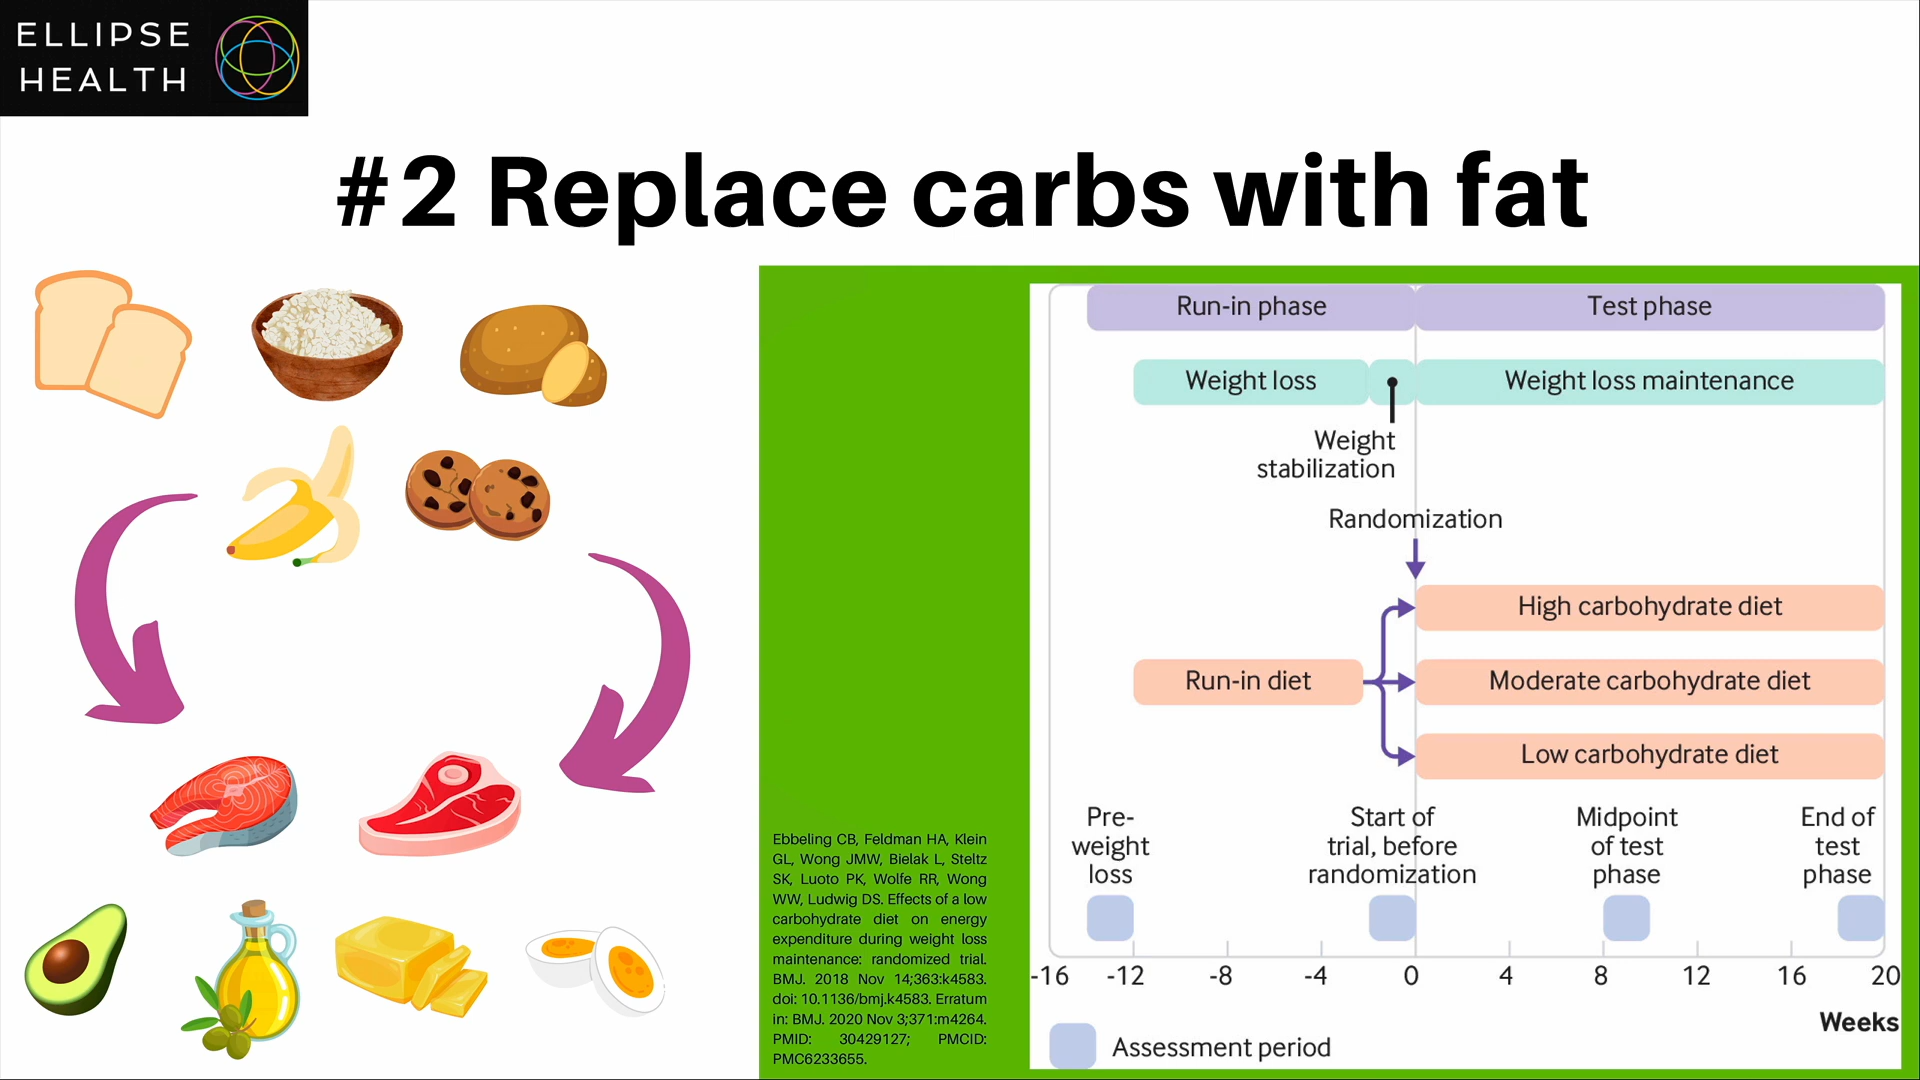 ELLIPSE
HEALTH
#2 Replace carbs with fat
Run-in phase
Test phase
Weight loss
Weight loss maintenance
Weight
stabilization
Randomization
High carbohydrate diet
Run-in diet
Moderate carbohydrate diet
Low carbohydrate diet
Pre-
weight
loss
Start of
trial, before
randomization
Midpoint
of test
phase
End of
test
phase
-16 -12 -8 -4 0 4 8 12 16 20
Weeks
Assessment period
Ebbeling CB, Feldman HA, Klein
GL, Wong JMW, Bielak L, Steltz
SK, Luoto PK, Wolfe RR, Wong
WW, Ludwig DS. Effects of a low
carbohydrate diet on energy
expenditure during weight loss
maintenance: randomized trial.
BMJ. 2018 Nov 14;363:k4583.
doi: 10.1136/bmj.k4583. Erratum
in: BMJ. 2020 Nov 3;371:m4264.
PMID: 30429127; PMCID:
PMC6233655.